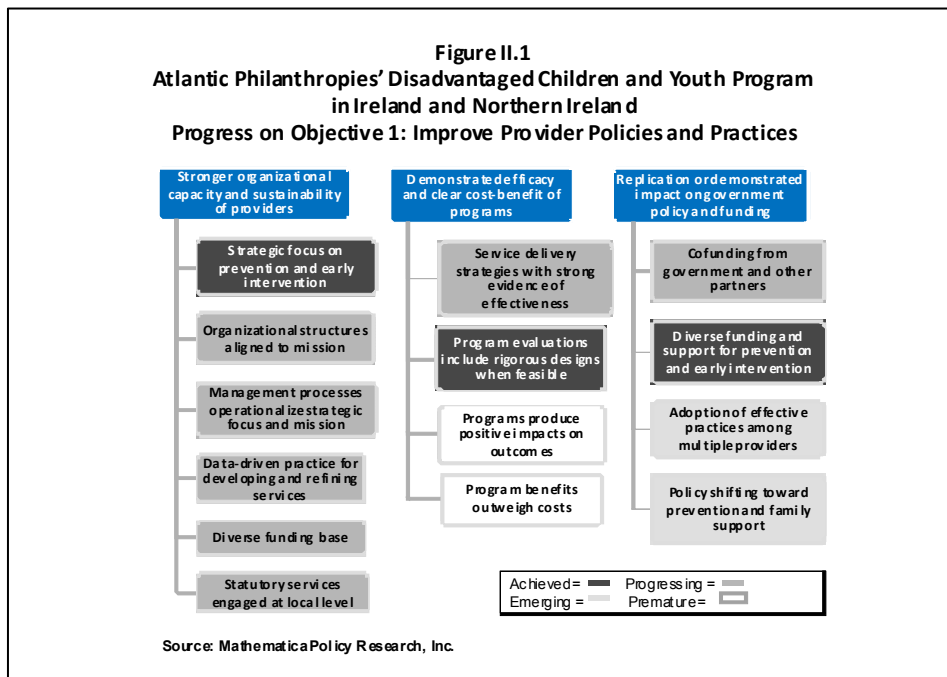 Figure II.1
Atlantic Philanthropies' Disadvantaged Children and Youth Program
in Ireland and Northern Ireland
Progress on Objective 1: Improve Provider Policies and Practices
Stronger organizational
capacity and sustainability
of providers
Strategic focus on
prevention and early
intervention
Organizational structures
aligned to mission
Management processes
operationalize strategic
focus and mission
Data-driven practice for
developing and refining
services
Diverse funding base
Statutory services
engaged at local level
Demonstrated efficacy
and clear cost-benefit of
programs
Service delivery
strategies with strong
evidence of
effectiveness
Program evaluations
include rigorous designs
when feasible
Programs produce
positive impacts on
outcomes
Program benefits
outweigh costs
Replication or demonstrated
impact on government
policy and funding
Cofunding from
government and other
partners
Diverse funding and
support for prevention
and early intervention
Adoption of effective
practices among
multiple providers
Policy shifting toward
prevention and family
support
Achieved = Progressing =
Emerging = Premature =
Source: Mathematica Policy Research, Inc.